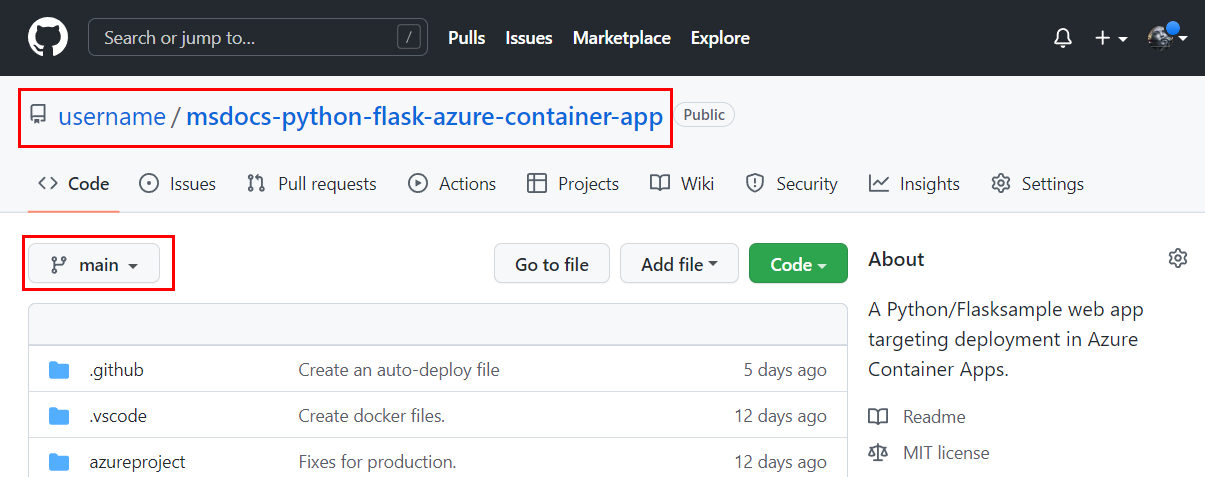 Search or jump to... / Pulls Issues Marketplace Explore
username / msdocs-python-flask-azure-container-app Public
Code Issues Pull requests Actions Projects Wiki Security Insights Settings
main Go to file Add file Code About
A Python/Flasksample web app
targeting deployment in Azure
Container Apps.
.github Create an auto-deploy file 5 days ago
.vscode Create docker files. 12 days ago
Readme
azureproject Fixes for production. 12 days ago
MIT license